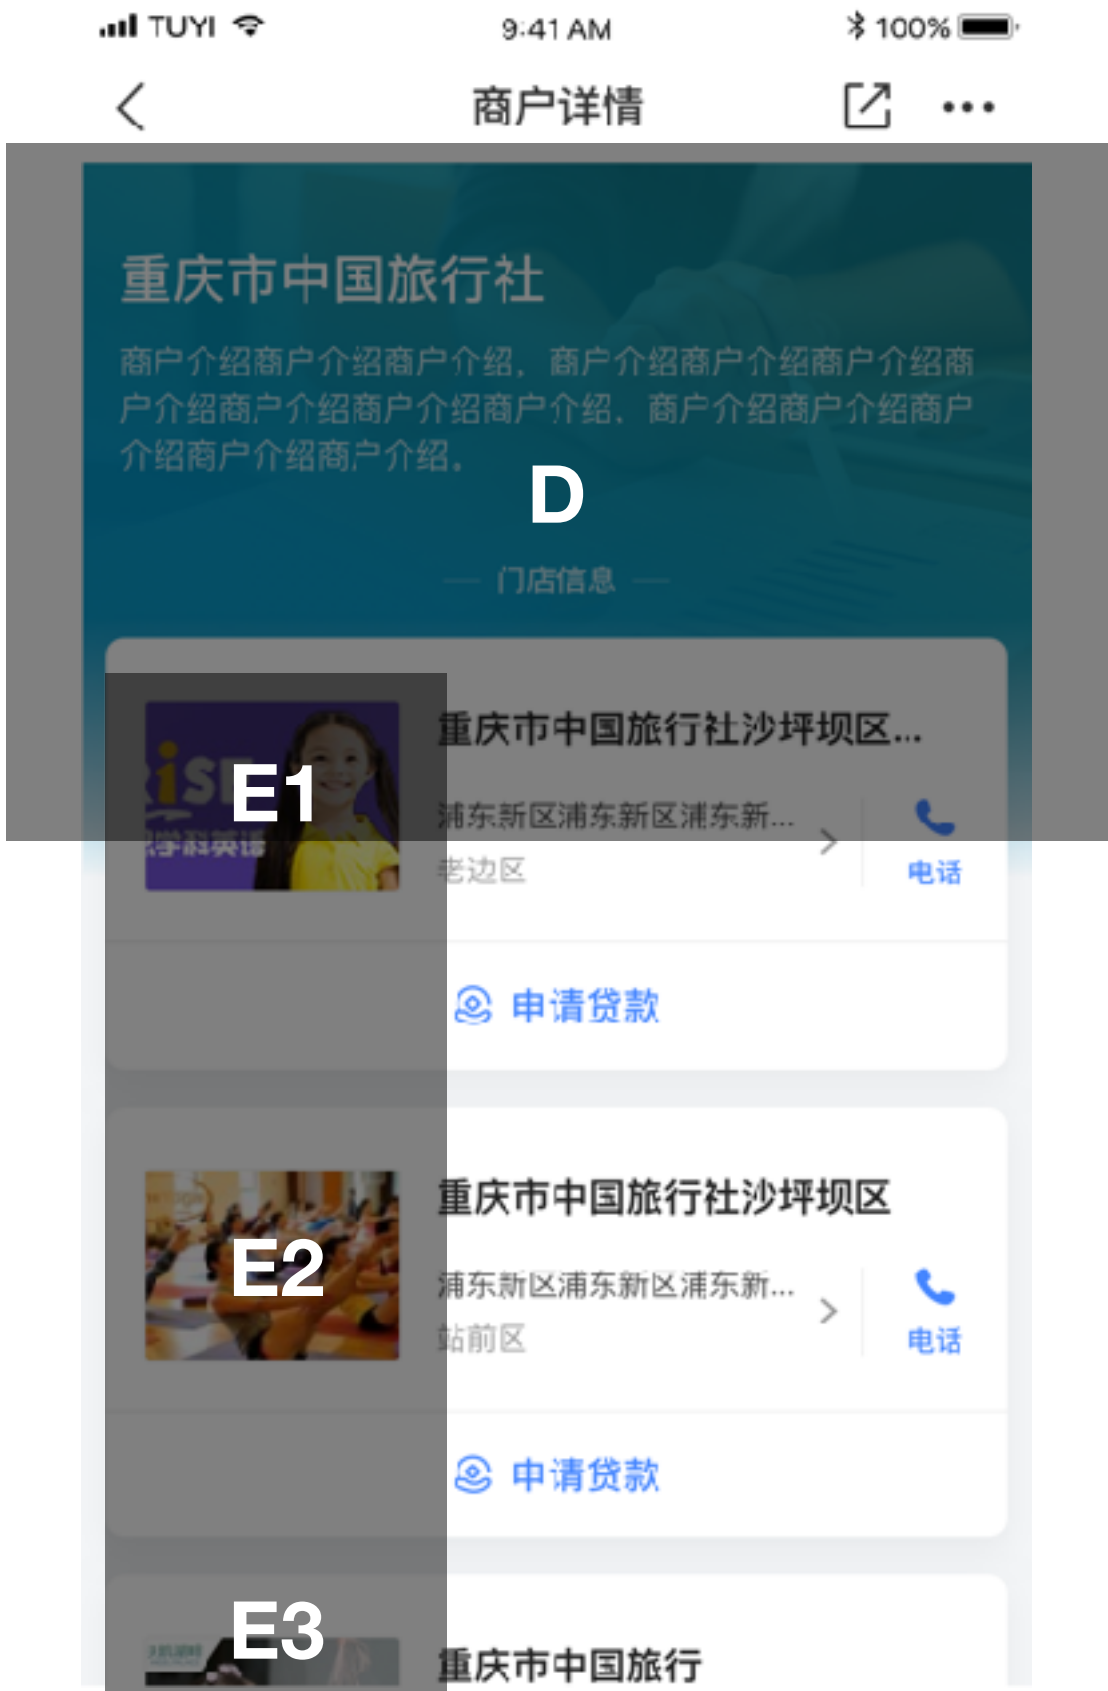 TUYI 9:41 AM 100%
商户详情
重庆市中国旅行社
商户介绍商户介绍商户介绍，商户介绍商户介绍商户介绍商
户介绍商户介绍商户介绍商户介绍，商户介绍商户介绍商户
介绍商户介绍商户介绍。
D
门店信息
重庆市中国旅行社沙坪坝区...
RiSE
E1
浦东新区浦东新区浦东新...
学科英语
老边区
电话
申请贷款
重庆市中国旅行社沙坪坝区
E2
浦东新区浦东新区浦东新...
站前区
电话
申请贷款
E3
重庆市中国旅行